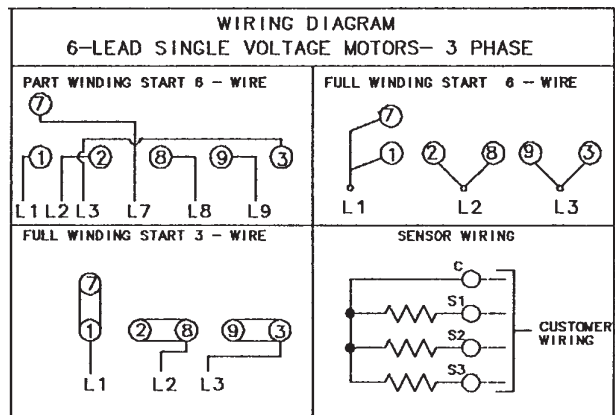 WIRING DIAGRAM
6-LEAD SINGLE VOLTAGE MOTORS- 3 PHASE
PART WINDING START 6 - WIRE
7
1 2 8 9 3
L1 L2 L3 L7 L8 L9
FULL WINDING START 6 - WIRE
7
1 2 8 9 3
L1 L2 L3
FULL WINDING START 3 - WIRE
7
1 2 8 9 3
L1 L2 L3
SENSOR WIRING
C
S1
S2
S3
CUSTOMER
WIRING